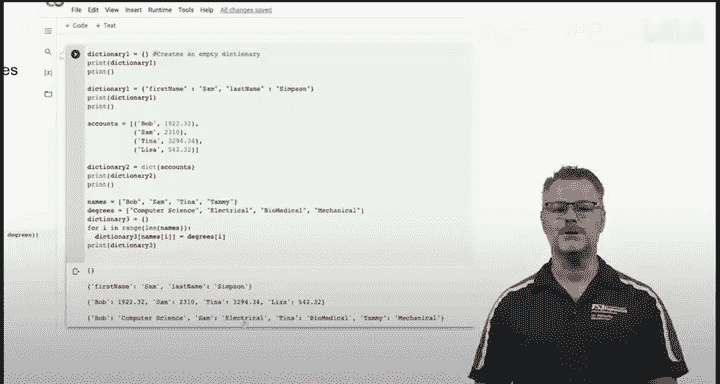 File Edit View Insert Runtime Tools Help All changes saved
+ Code + Text
es
dictionary1 = {} #Creates an empty dictionary
print(dictionary1)
print()
dictionary1 = {"firstName" : "Sam", "lastName" : "Simpson"}
print(dictionary1)
print()
accounts = [('Bob', 1922.32),
('Sam', 2310),
('Tina', 3294.34),
('Lisa', 542.32)]
dictionary2 = dict(accounts)
print(dictionary2)
print()
names = ["Bob", "Sam", "Tina", "Tammy"]
degrees = ["Computer Science", "Electrical", "BioMedical", "Mechanical"]
dictionary3 = {}
for i in range(len(names)):
degrees))
dictionary3[names[i]] = degrees[i]
print(dictionary3)
{}
{'firstName': 'Sam', 'lastName': 'Simpson'}
{'Bob': 1922.32, 'Sam': 2310, 'Tina': 3294.34, 'Lisa': 542.32}
{'Bob': 'Computer Science', 'Sam': 'Electrical', 'Tina': 'BioMedical', 'Tammy': 'Mechanical'}